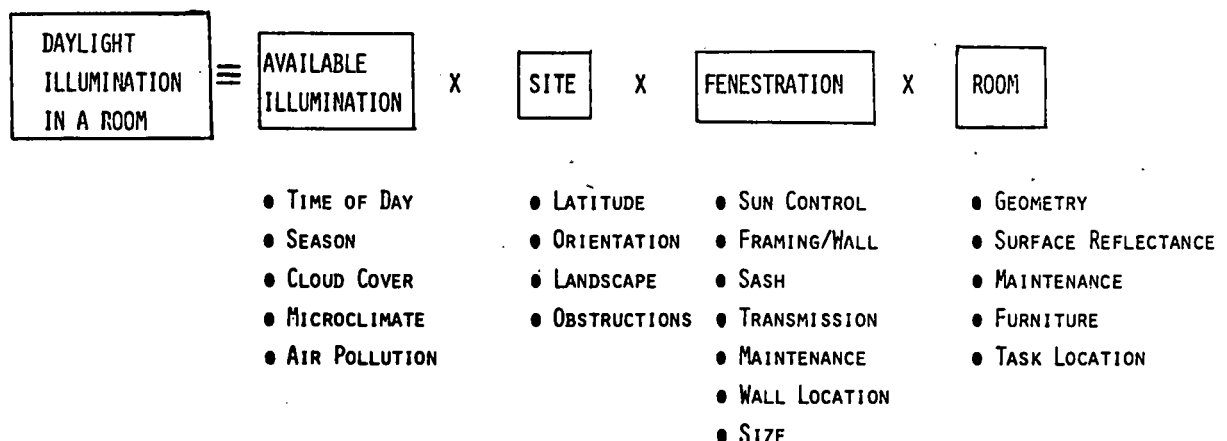 DAYLIGHT
ILLUMINATION
IN A ROOM
≡
AVAILABLE
ILLUMINATION
X
SITE
X
FENESTRATION
X
ROOM
• TIME OF DAY
• SEASON
• CLOUD COVER
• MICROCLIMATE
• AIR POLLUTION
• LATITUDE
• ORIENTATION
• LANDSCAPE
• OBSTRUCTIONS
• SUN CONTROL
• FRAMING/WALL
• SASH
• TRANSMISSION
• MAINTENANCE
• WALL LOCATION
• SIZE
• GEOMETRY
• SURFACE REFLECTANCE
• MAINTENANCE
• FURNITURE
• TASK LOCATION